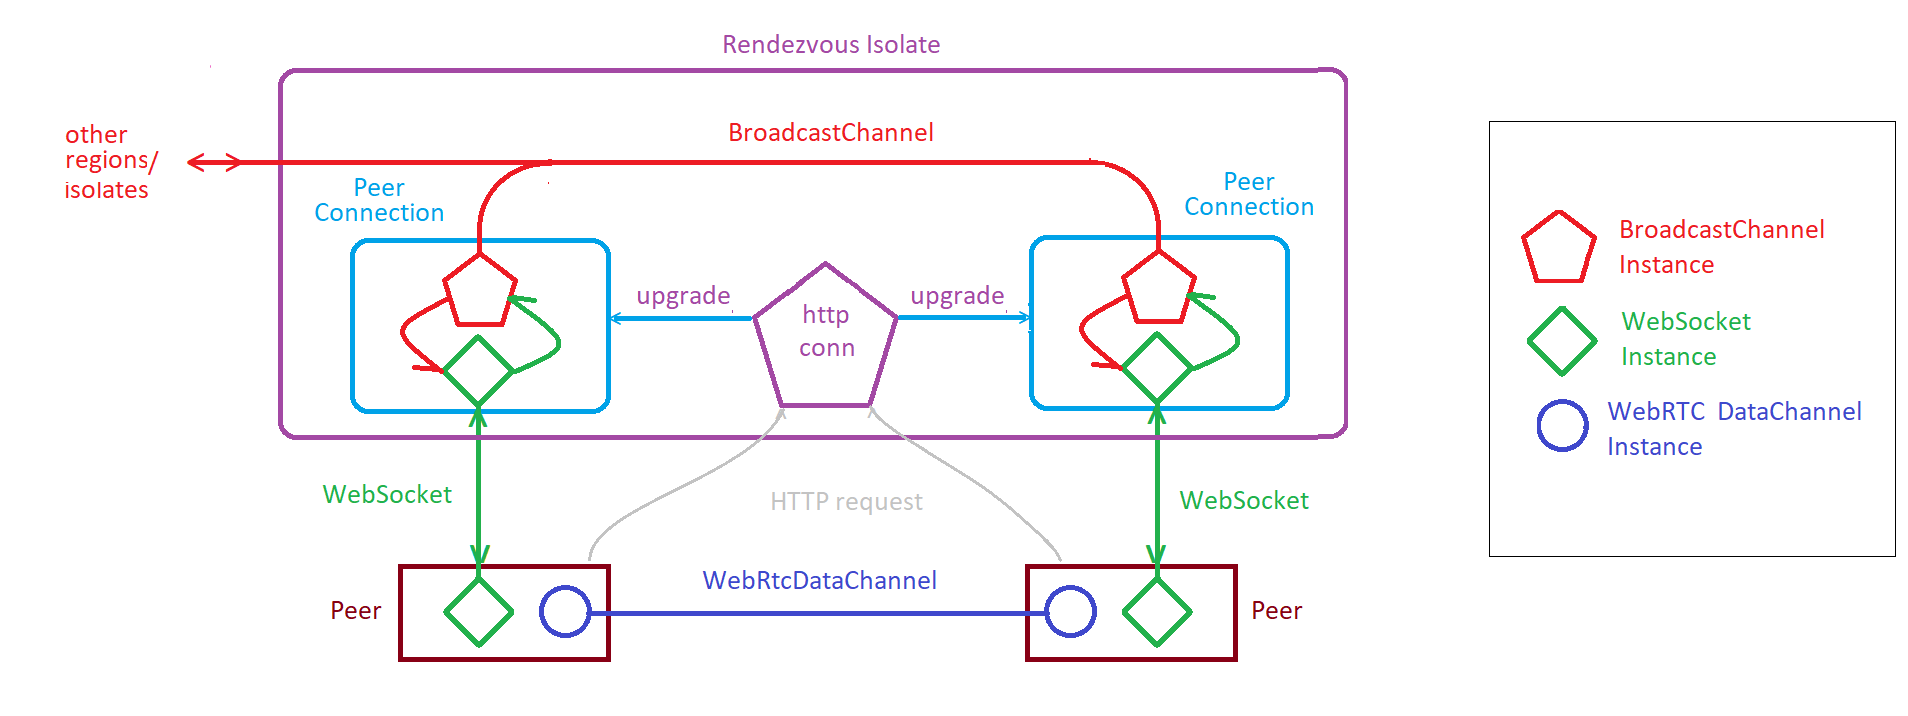 Rendezvous Isolate
other
regions/
isolates
BroadcastChannel
Peer
Connection
Peer
Connection
upgrade
http
conn
upgrade
WebSocket
HTTP request
WebSocket
Peer
WebRtcDataChannel
Peer
BroadcastChannel
Instance
WebSocket
Instance
WebRTC DataChannel
Instance